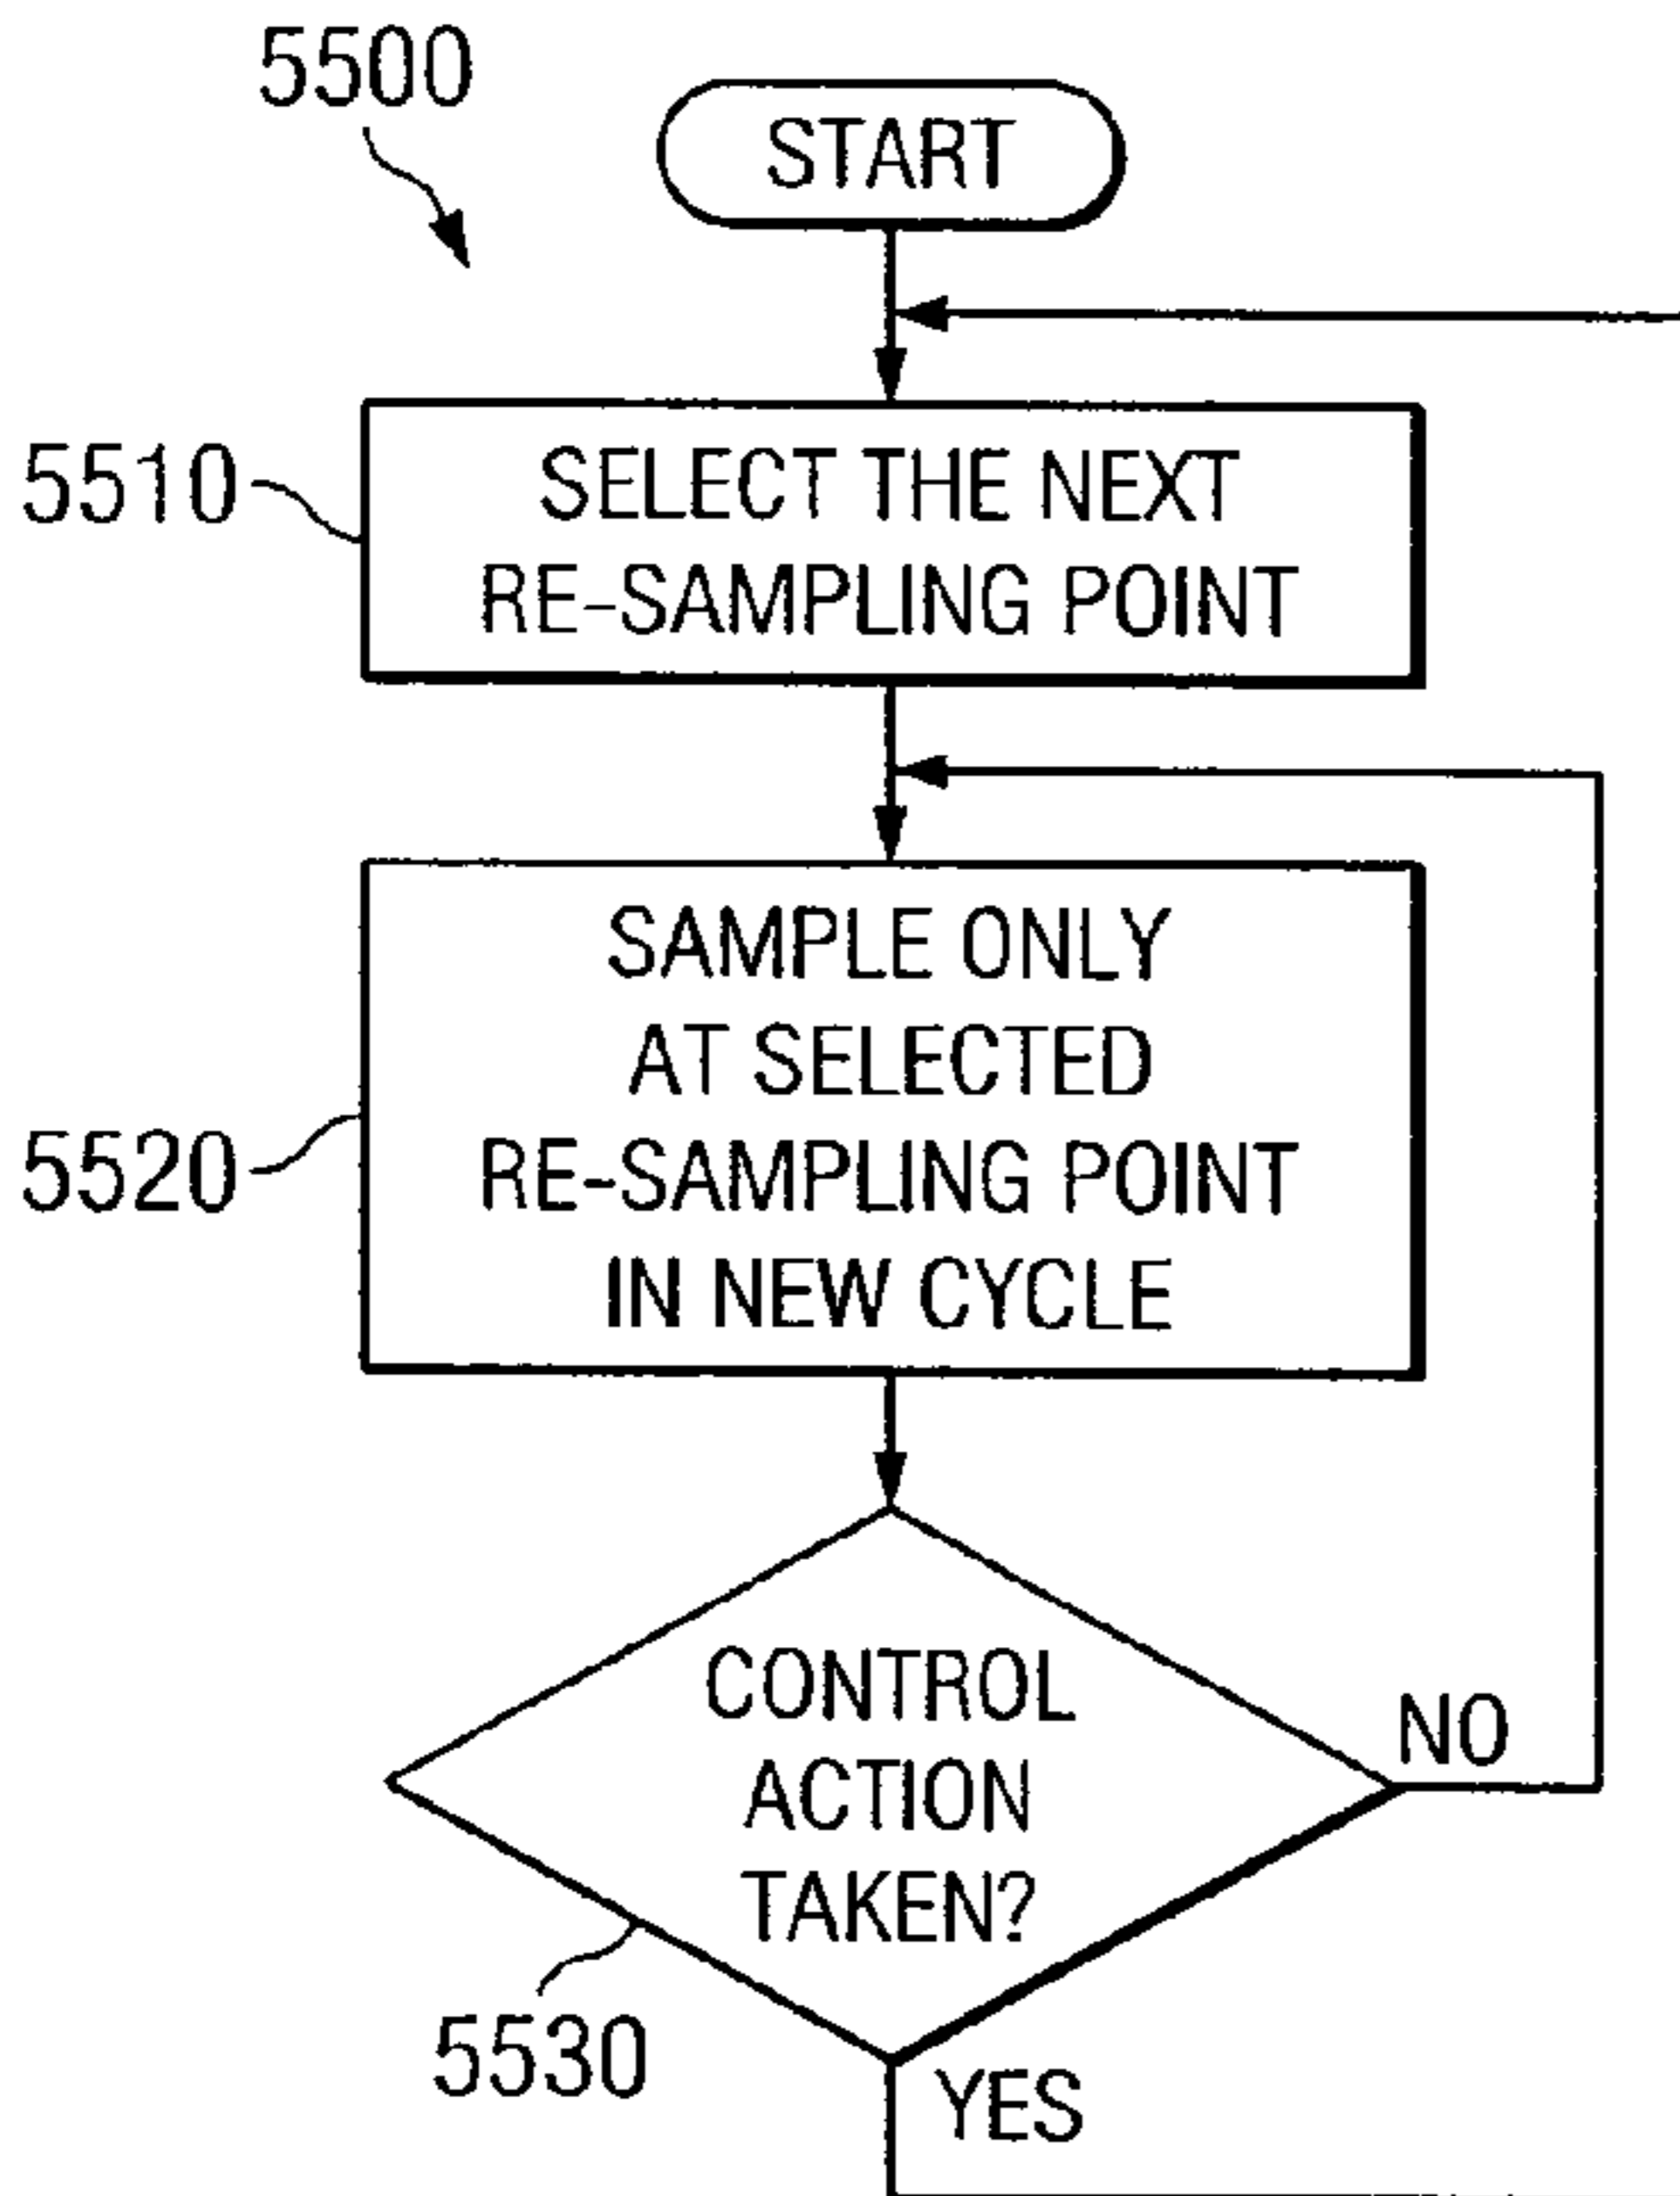 5500
START
5510
SELECT THE NEXT
RE-SAMPLING POINT
5520
SAMPLE ONLY
AT SELECTED
RE-SAMPLING POINT
IN NEW CYCLE
CONTROL
ACTION
TAKEN?
NO
5530
YES